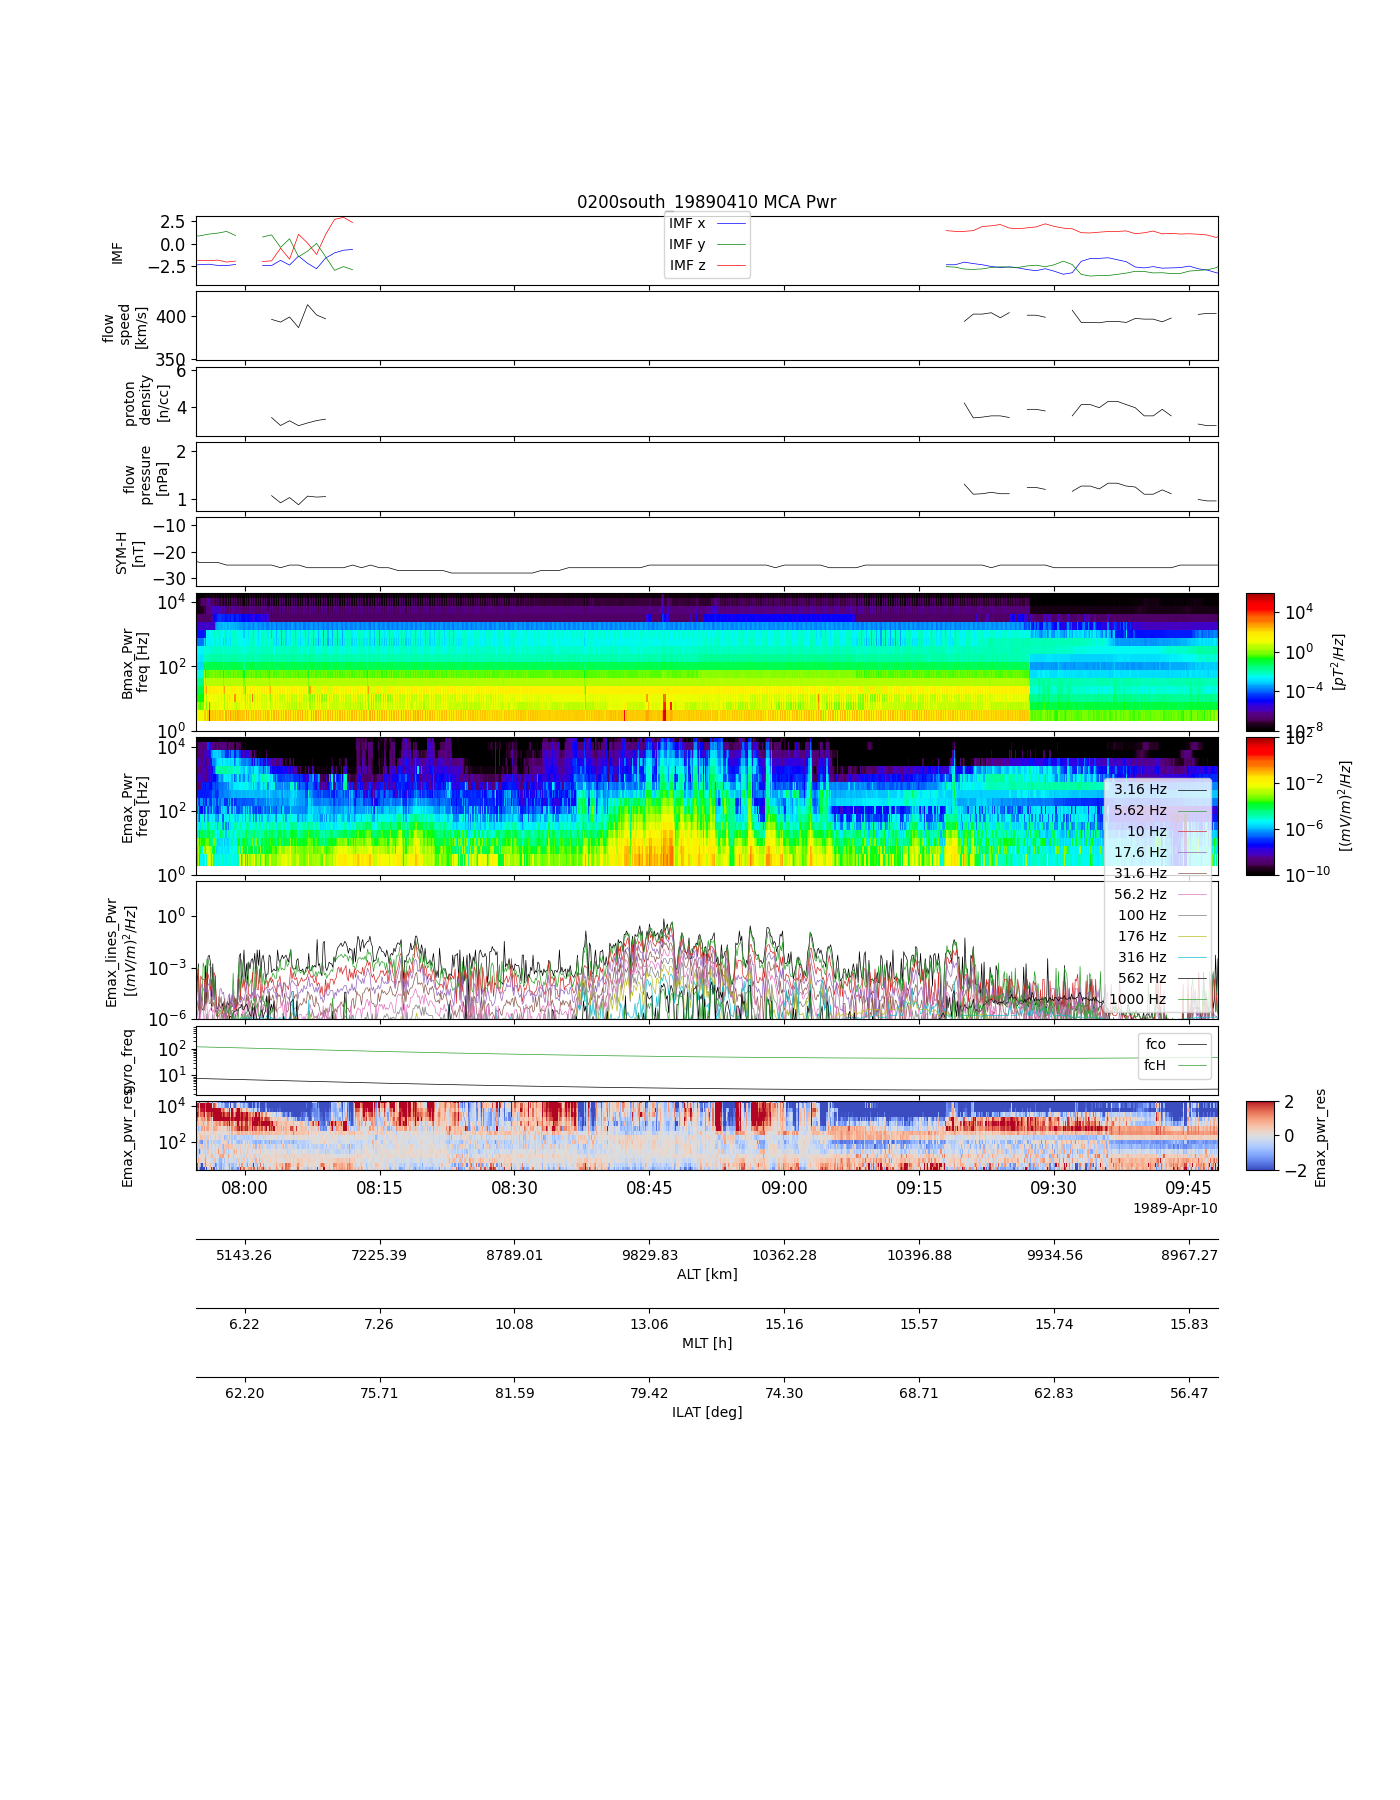 0200south_19890410 MCA Pwr
IMF
2.5
0.0
−2.5
IMF x
IMF y
IMF z
flow
speed
[km/s]
400
350
proton
density
[n/cc]
6
4
flow
pressure
[nPa]
2
1
SYM-H
[nT]
−10
−20
−30
Bmax_Pwr
freq [Hz]
10^4
10^2
10^0
10^4
10^0
10^−4
10^−8
[pT^2/Hz]
Emax_Pwr
freq [Hz]
10^4
10^2
10^0
10^2
10^−2
10^−6
10^−10
[(mV/m)^2/Hz]
3.16 Hz
5.62 Hz
10 Hz
17.6 Hz
31.6 Hz
56.2 Hz
100 Hz
176 Hz
316 Hz
562 Hz
1000 Hz
Emax_lines_Pwr
[(mV/m)^2/Hz]
10^0
10^−3
10^−6
gyro_freq
10^2
10^1
fco
fcH
Emax_pwr_res
10^4
10^2
2
0
−2
Emax_pwr_res
08:00 08:15 08:30 08:45 09:00 09:15 09:30 09:45
1989-Apr-10
5143.26 7225.39 8789.01 9829.83 10362.28 10396.88 9934.56 8967.27
ALT [km]
6.22 7.26 10.08 13.06 15.16 15.57 15.74 15.83
MLT [h]
62.20 75.71 81.59 79.42 74.30 68.71 62.83 56.47
ILAT [deg]